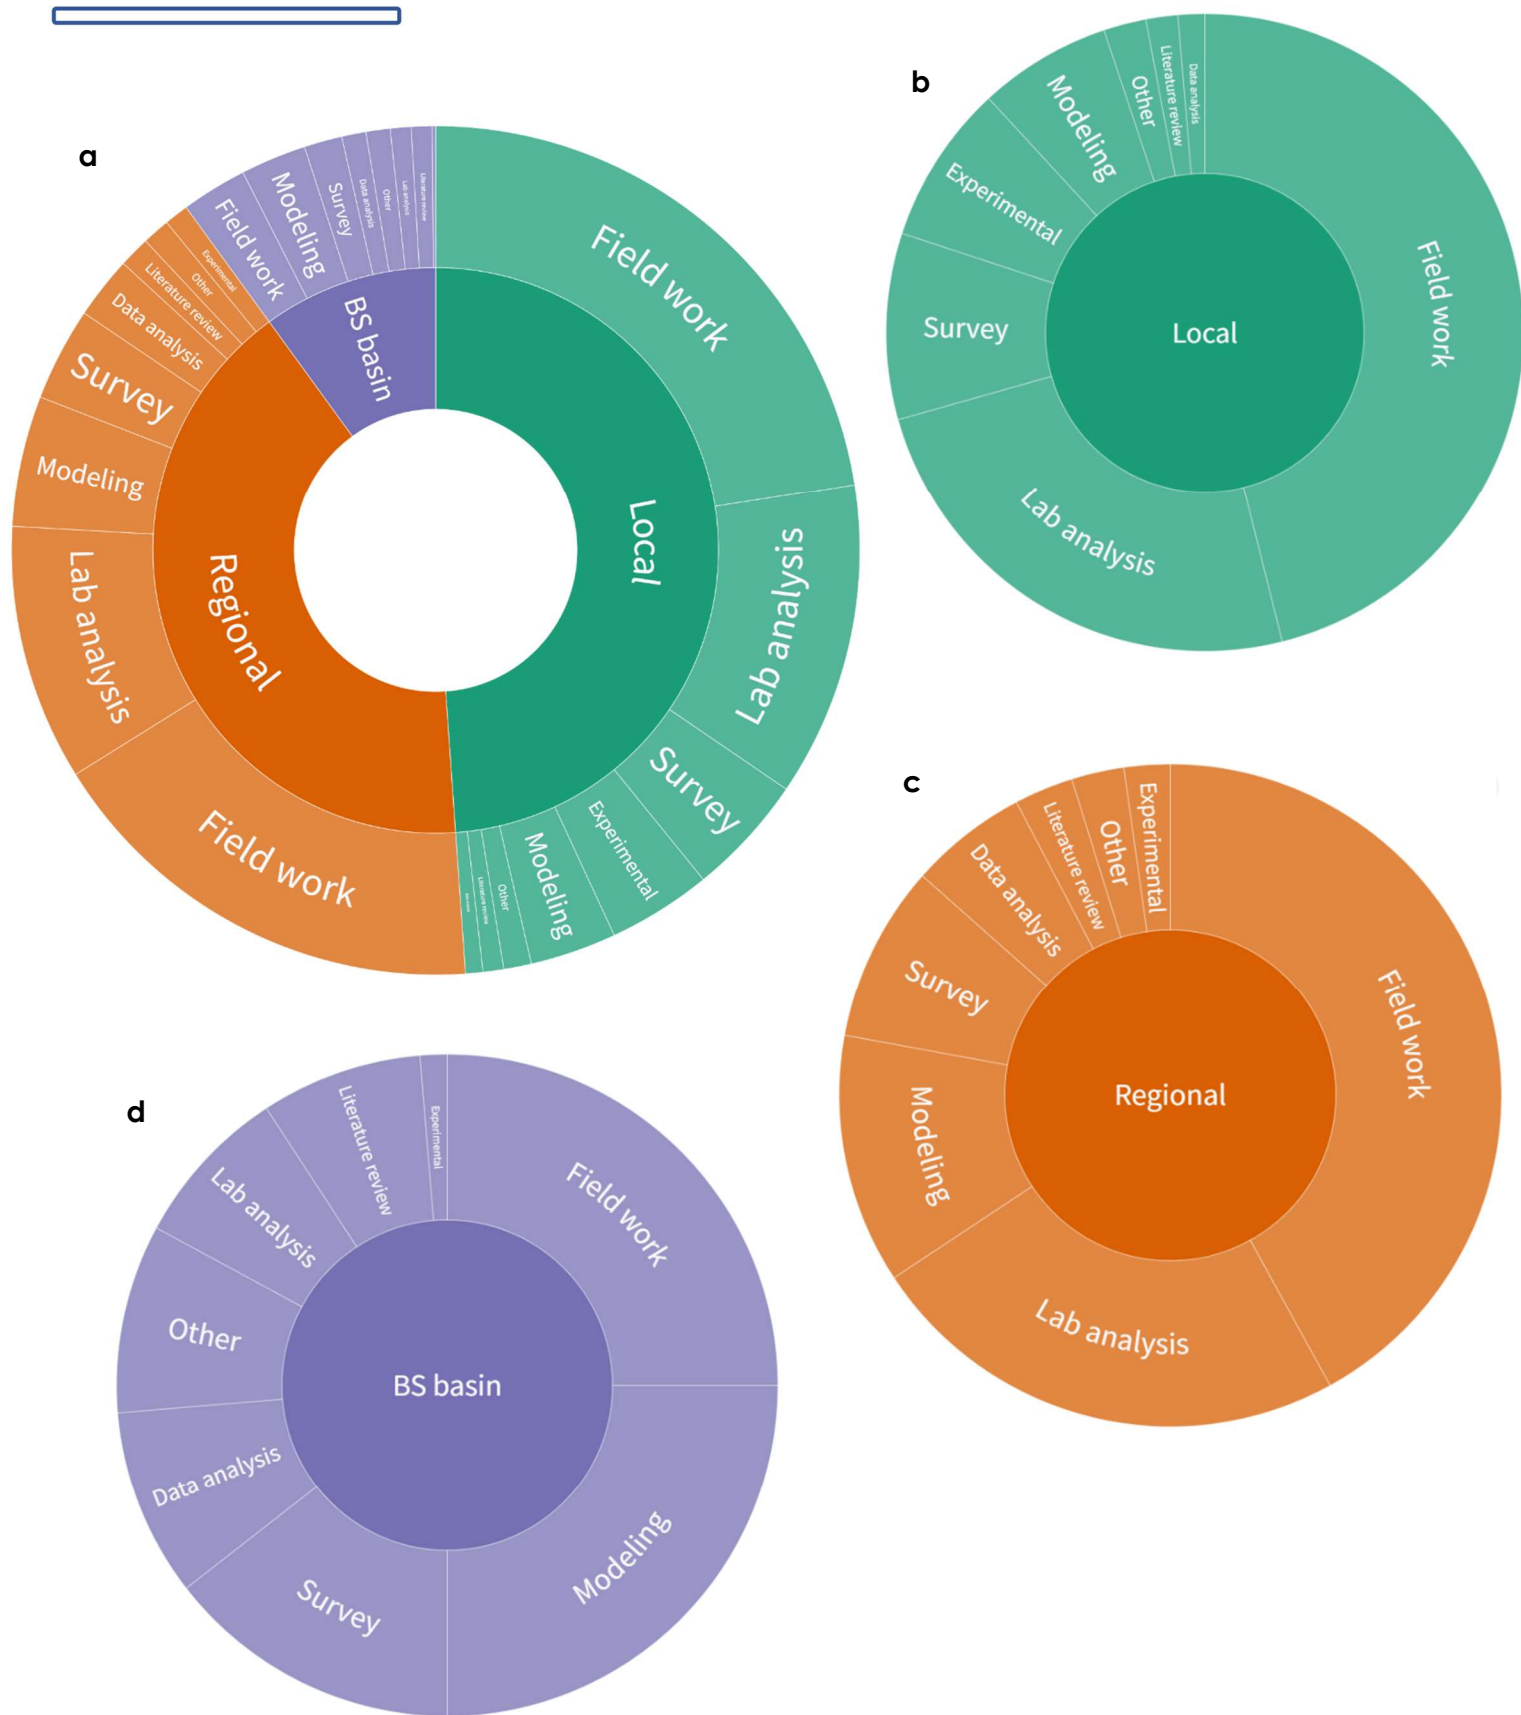 a
Field work
Lab analysis
Survey
Experimental
Modeling
Other
Literature review
Local
Field work
Lab analysis
Modeling
Survey
Data analysis
Literature review
Other
Experimental
Regional
Field work
Modeling
Survey
Data analysis
Other
Lab analysis
Literature review
BS basin
b
Field work
Lab analysis
Survey
Experimental
Modeling
Other
Literature review
Data analysis
Local
c
Field work
Lab analysis
Modeling
Survey
Data analysis
Literature review
Other
Experimental
Regional
d
Field work
Modeling
Survey
Data analysis
Other
Lab analysis
Literature review
Experimental
BS basin